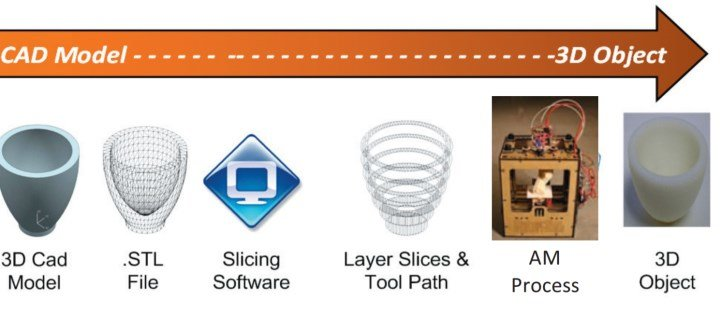 CAD Model - - - - - - -- - - - - - - - - - - - - - - - - - - - - - - -3D Object
3D Cad
Model
.STL
File
Slicing
Software
Layer Slices &
Tool Path
AM
Process
3D
Object